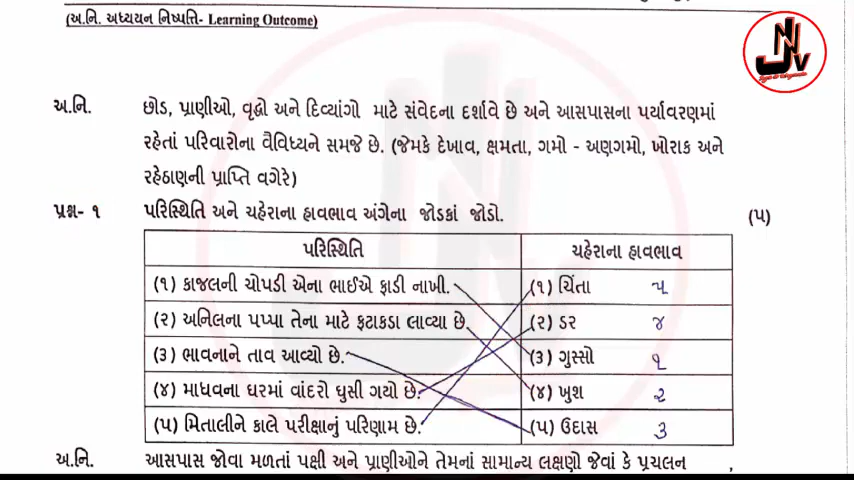 (અ.નિ. અધ્યયન નિષ્પત્તિ- Learning Outcome)
અ.નિ. છોડ, પ્રાણીઓ, વૃદ્ધો અને દિવ્યાંગો માટે સંવેદના દર્શાવે છે અને આસપાસના પર્યાવરણમાં
રહેતાં પરિવારોના વૈવિધ્યને સમજે છે. (જેમકે દેખાવ, ક્ષમતા, ગમો - અણગમો, ખોરાક અને
રહેઠાણની પ્રાપ્તિ વગેરે)
પ્રશ્ન- ૧ પરિસ્થિતિ અને ચહેરાના હાવભાવ અંગેના જોડકાં જોડો. (૫)
પરિસ્થિતિ ચહેરાના હાવભાવ
(૧) કાજલની ચોપડી એના ભાઈએ ફાડી નાખી. (૧) ચિંતા ૫
(૨) અનિલના પપ્પા તેના માટે ફટાકડા લાવ્યા છે. (૨) ડર ૪
(૩) ભાવનાને તાવ આવ્યો છે. (૩) ગુસ્સો ૧
(૪) માધવના ઘરમાં વાંદરો ઘુસી ગયો છે. (૪) ખુશ ૨
(૫) મિતાલીને કાલે પરીક્ષાનું પરિણામ છે. (૫) ઉદાસ ૩
અ.નિ. આસપાસ જોવા મળતાં પક્ષી અને પ્રાણીઓને તેમનાં સામાન્ય લક્ષણો જેવાં કે પ્રચલન ,